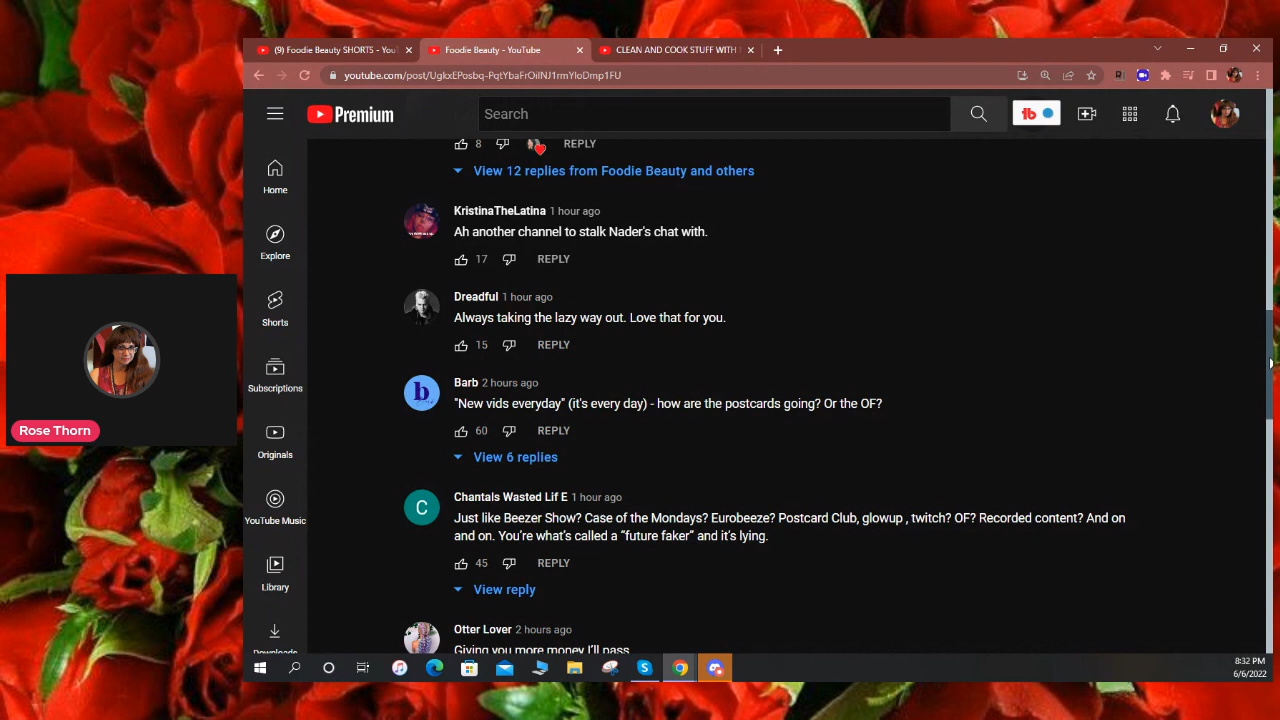 (9) Foodie Beauty SHORTS - You
Foodie Beauty - YouTube
CLEAN AND COOK STUFF WITH
youtube.com/post/UgkxEPosbq-PqtYbaFrOiINJ1rmYIoDmp1FU
Premium
Search
8 REPLY
View 12 replies from Foodie Beauty and others
Home
KristinaTheLatina 1 hour ago
Ah another channel to stalk Nader's chat with.
17 REPLY
Explore
Dreadful 1 hour ago
Always taking the lazy way out. Love that for you.
15 REPLY
Shorts
Barb 2 hours ago
"New vids everyday" (it's every day) - how are the postcards going? Or the OF?
60 REPLY
View 6 replies
Subscriptions
Rose Thorn
Originals
Chantals Wasted Lif E 1 hour ago
Just like Beezer Show? Case of the Mondays? Eurobeeze? Postcard Club, glowup , twitch? OF? Recorded content? And on
and on. You're what's called a “future faker” and it's lying.
45 REPLY
View reply
YouTube Music
Library
Otter Lover 2 hours ago
Giving you more money I'll pass
Downloads
8:32 PM
6/6/2022